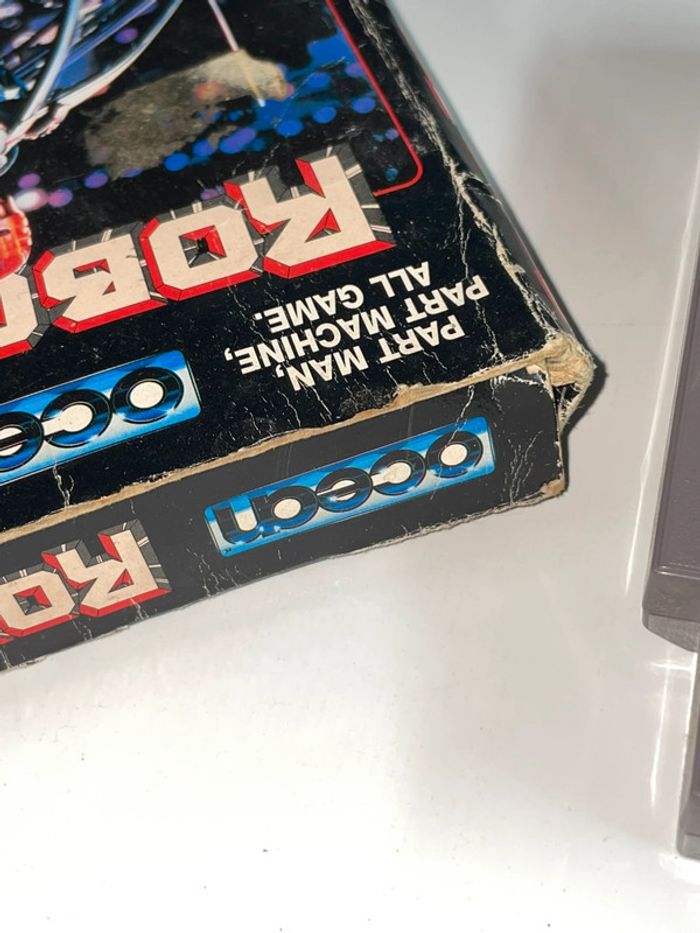 ROBO
PART MAN,
PART MACHINE,
ALL GAME.
ocean
ocean
RO